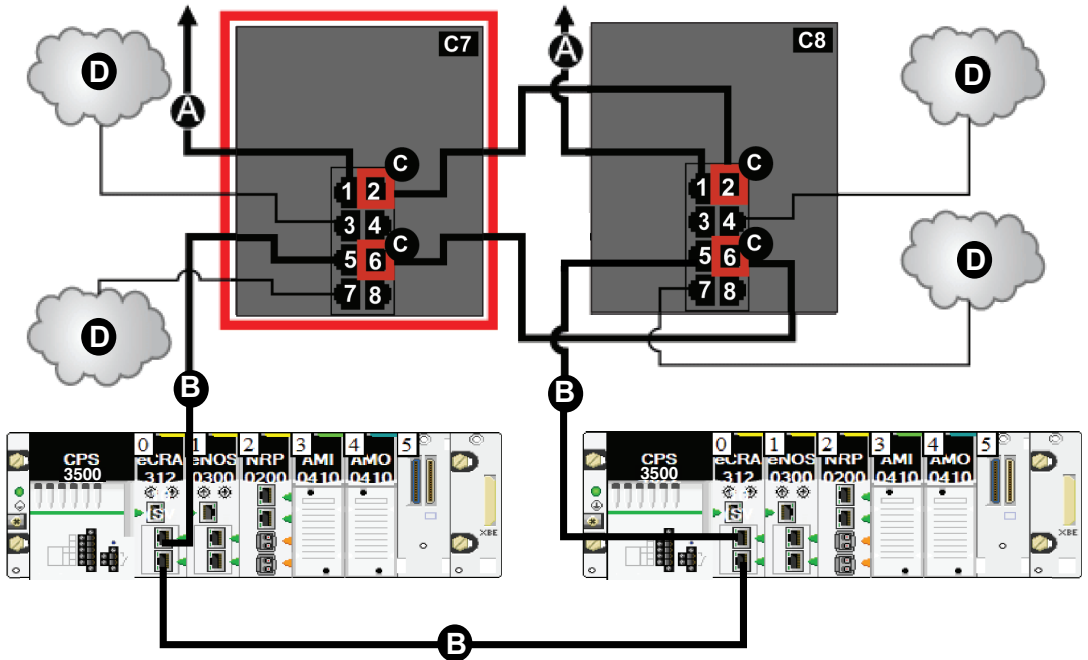 C7
C8
A
A
D
D
D
D
C
C
C
C
1 2
3 4
5 6
7 8
1 2
3 4
5 6
7 8
B
B
0 1 2 3 4 5
CPS
3500
eCRA
312
eNOS
0300
NRP
0200
AMI
0410
AMO
0410
XBE
0 1 2 3 4 5
CPS
3500
eCRA
312
eNOS
0300
NRP
0200
AMI
0410
AMO
0410
XBE
B